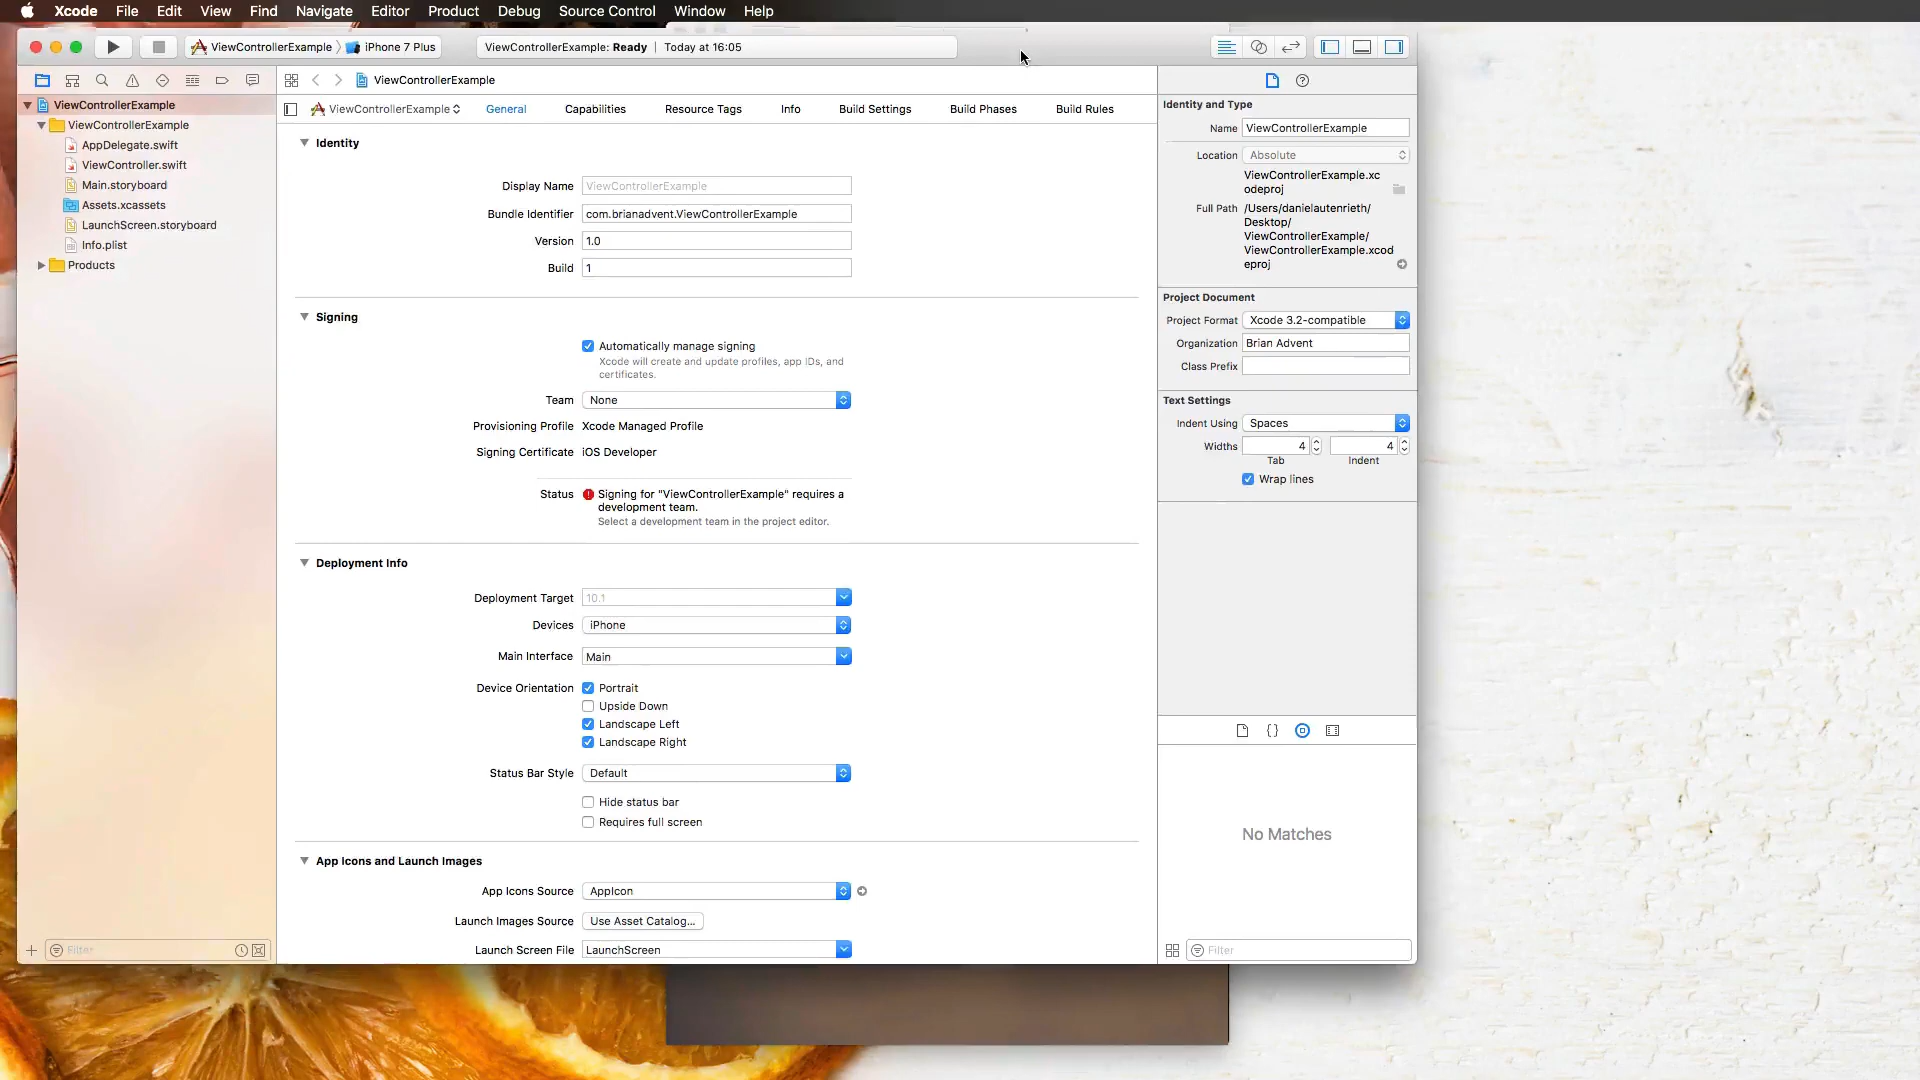 Xcode File Edit View Find Navigate Editor Product Debug Source Control Window Help
ViewControllerExample iPhone 7 Plus
ViewControllerExample: Ready | Today at 16:05
ViewControllerExample
ViewControllerExample
AppDelegate.swift
ViewController.swift
Main.storyboard
Assets.xcassets
LaunchScreen.storyboard
Info.plist
Products
Filter
ViewControllerExample
ViewControllerExample General Capabilities Resource Tags Info Build Settings Build Phases Build Rules
Identity
Display Name ViewControllerExample
Bundle Identifier com.brianadvent.ViewControllerExample
Version 1.0
Build 1
Signing
Automatically manage signing
Xcode will create and update profiles, app IDs, and
certificates.
Team None
Provisioning Profile Xcode Managed Profile
Signing Certificate iOS Developer
Status Signing for "ViewControllerExample" requires a
development team.
Select a development team in the project editor.
Deployment Info
Deployment Target 10.1
Devices iPhone
Main Interface Main
Device Orientation Portrait
Upside Down
Landscape Left
Landscape Right
Status Bar Style Default
Hide status bar
Requires full screen
App Icons and Launch Images
App Icons Source AppIcon
Launch Images Source Use Asset Catalog...
Launch Screen File LaunchScreen
Identity and Type
Name ViewControllerExample
Location Absolute
ViewControllerExample.xc
odeproj
Full Path /Users/danielautenrieth/
Desktop/
ViewControllerExample/
ViewControllerExample.xcod
eproj
Project Document
Project Format Xcode 3.2-compatible
Organization Brian Advent
Class Prefix
Text Settings
Indent Using Spaces
Widths 4 4
Tab Indent
Wrap lines
{ }
No Matches
Filter